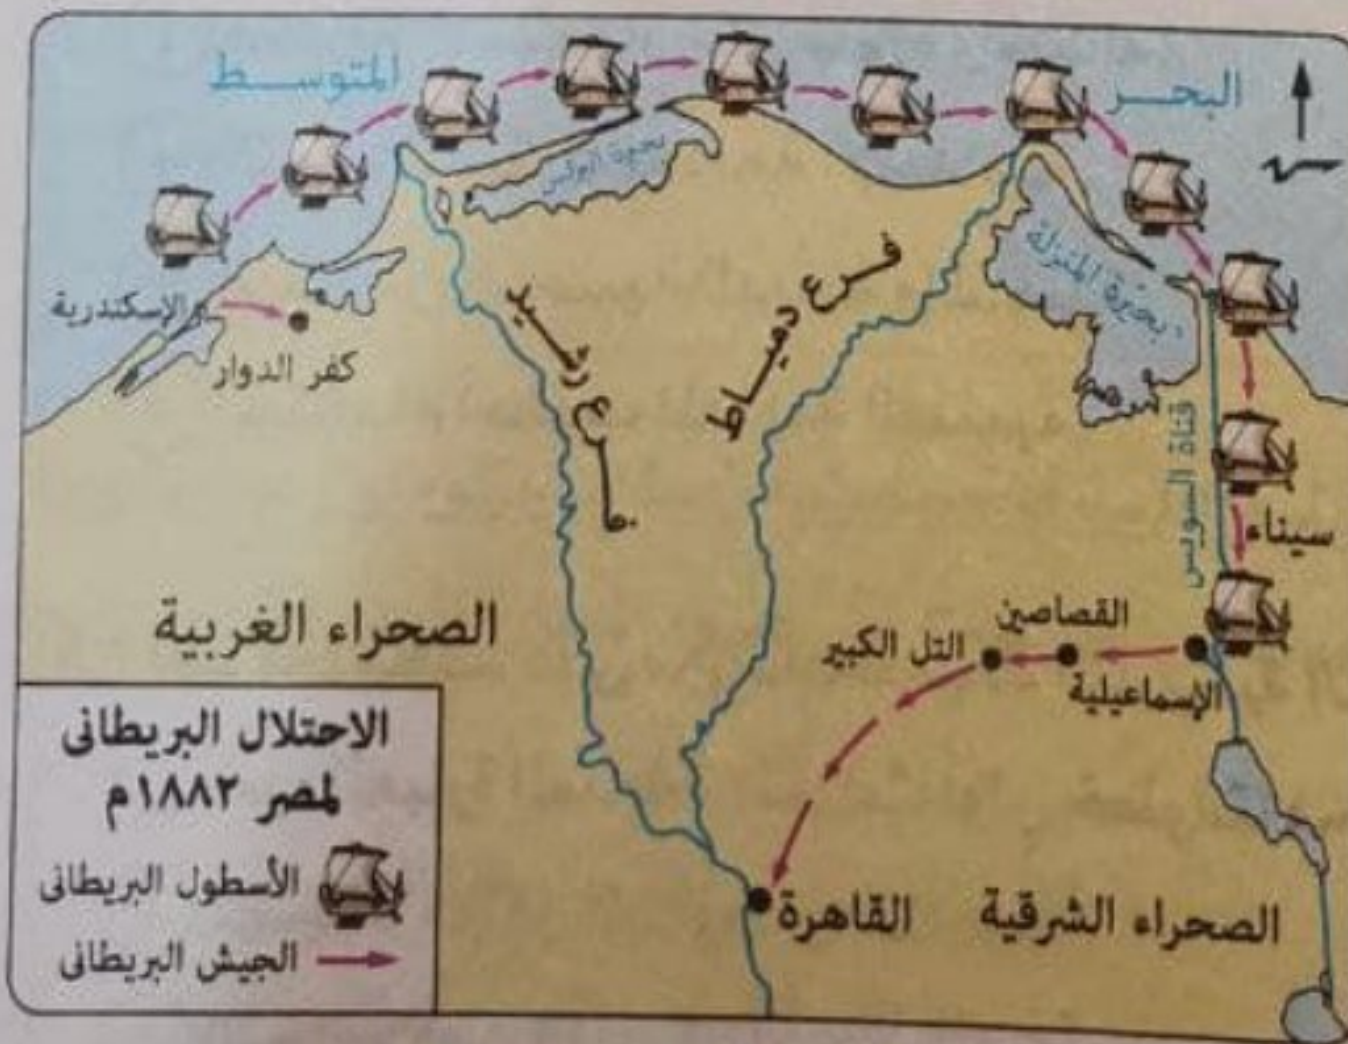 البحر
المتوسط
بحيرة البرلس
بحيرة المنزلة
فرع دمياط
فرع رشيد
الإسكندرية
كفر الدوار
قناة السويس
سيناء
القصاصين
التل الكبير
الإسماعيلية
الصحراء الغربية
القاهرة
الصحراء الشرقية
الاحتلال البريطانى
لمصر ١٨٨٢م
الأسطول البريطانى
الجيش البريطانى